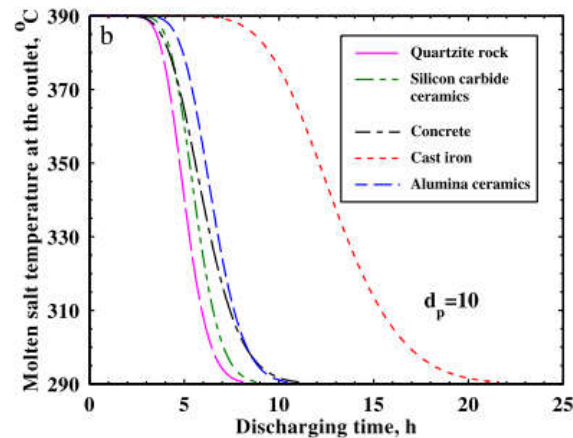 Molten salt temperature at the outlet, °C
390
370
350
330
310
290
b
Quartzite rock
Silicon carbide
ceramics
Concrete
Cast iron
Alumina ceramics
d_p=10
0 5 10 15 20 25
Discharging time, h